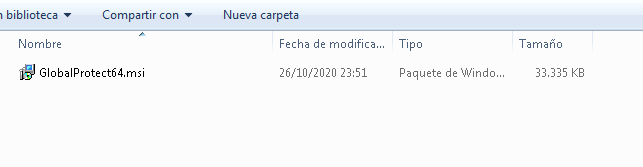 n biblioteca Compartir con Nueva carpeta
Nombre Fecha de modifica... Tipo Tamaño
GlobalProtect64.msi 26/10/2020 23:51 Paquete de Windo... 33.335 KB